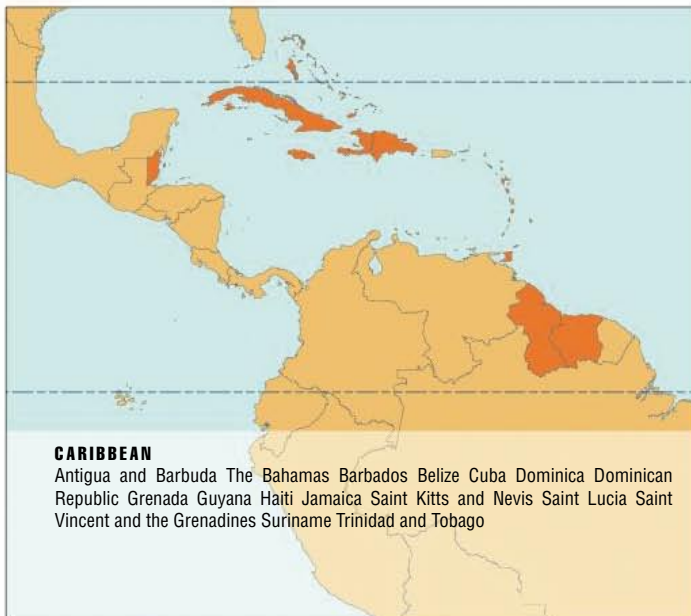 CARIBBEAN
Antigua and Barbuda The Bahamas Barbados Belize Cuba Dominica Dominican
Republic Grenada Guyana Haiti Jamaica Saint Kitts and Nevis Saint Lucia Saint
Vincent and the Grenadines Suriname Trinidad and Tobago